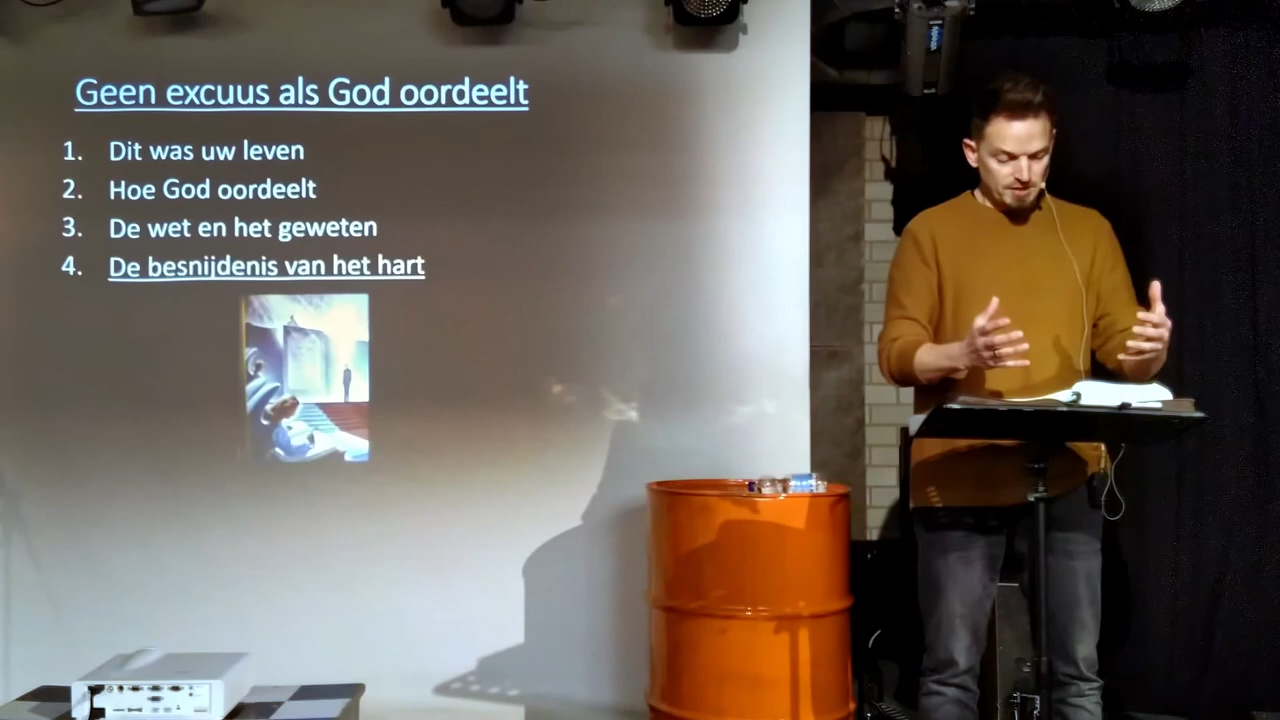 Geen excuus als God oordeelt
1. Dit was uw leven
2. Hoe God oordeelt
3. De wet en het geweten
4. De besnijdenis van het hart